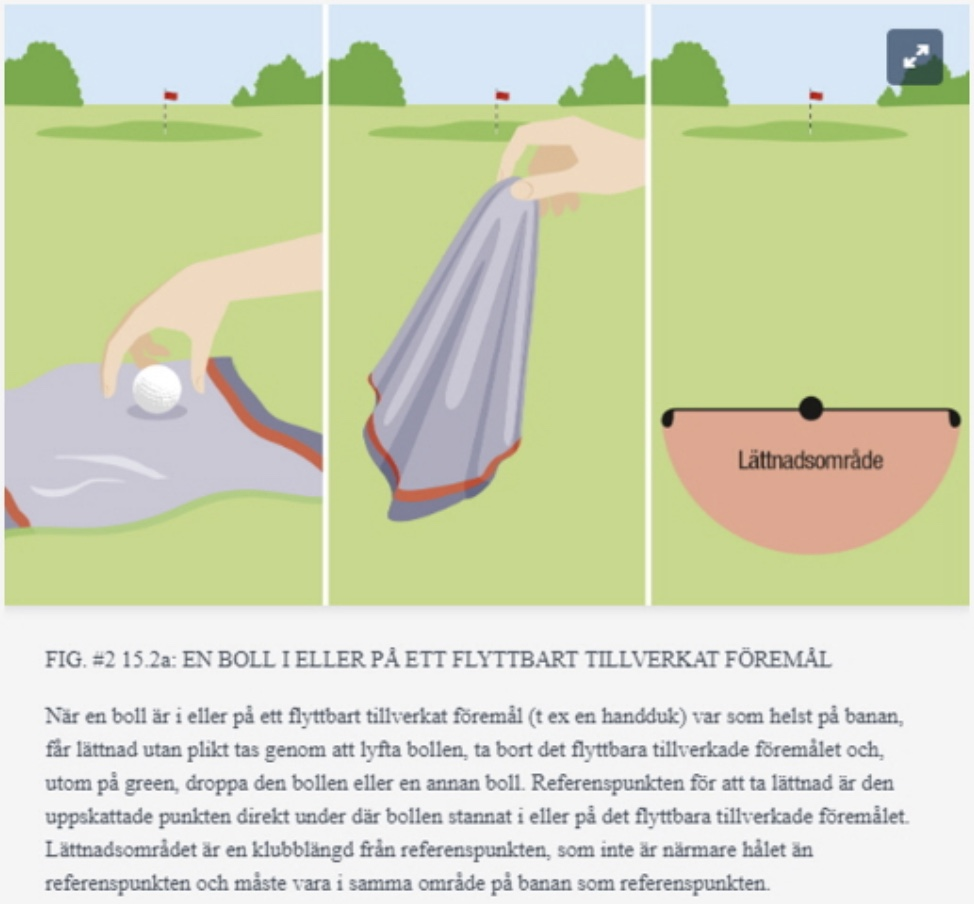 Lättnadsområde
FIG. #2 15.2a: EN BOLL I ELLER PÅ ETT FLYTTBART TILLVERKAT FÖREMÅL
När en boll är i eller på ett flyttbart tillverkat föremål (t ex en handduk) var som helst på banan,
får lättnad utan plikt tas genom att lyfta bollen, ta bort det flyttbara tillverkade föremålet och,
utom på green, droppa den bollen eller en annan boll. Referenspunkten för att ta lättnad är den
uppskattade punkten direkt under där bollen stannat i eller på det flyttbara tillverkade föremålet.
Lättnadsområdet är en klubblängd från referenspunkten, som inte är närmare hålet än
referenspunkten och måste vara i samma område på banan som referenspunkten.